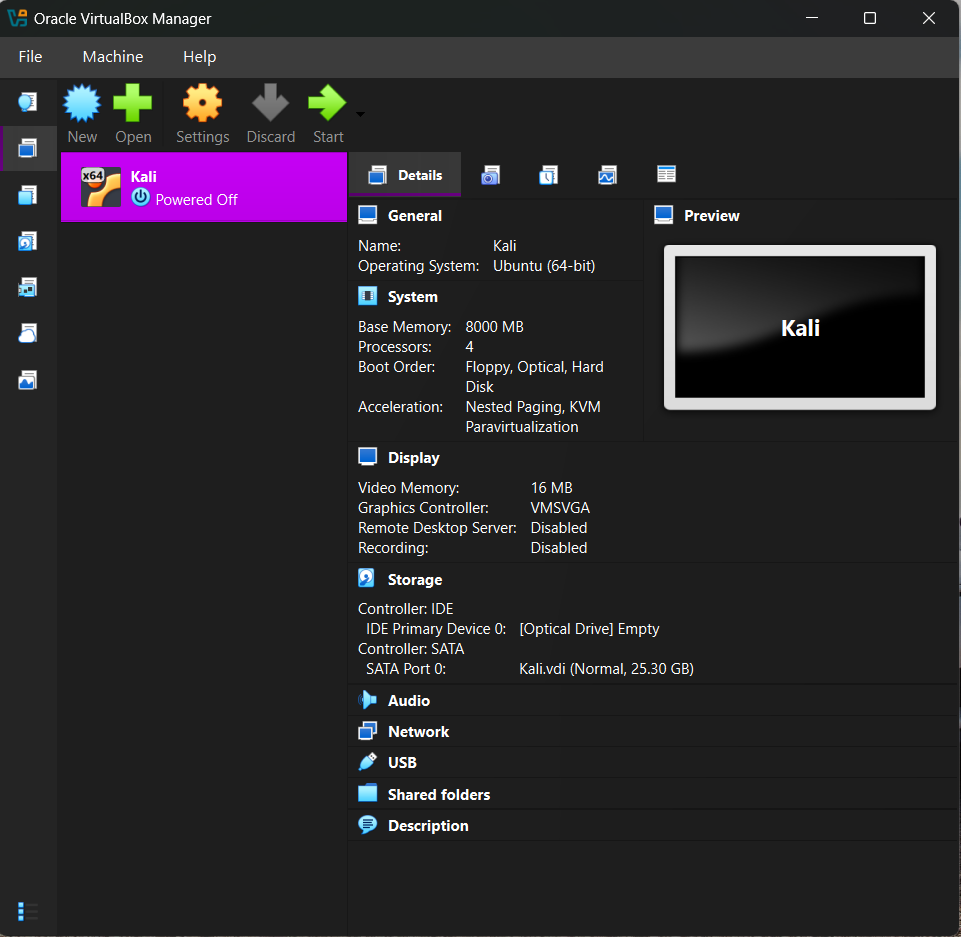 Oracle VirtualBox Manager
File Machine Help
New Open Settings Discard Start
x64
Kali
Powered Off
Details
General
Name: Kali
Operating System: Ubuntu (64-bit)
Preview
Kali
System
Base Memory: 8000 MB
Processors: 4
Boot Order: Floppy, Optical, Hard
Disk
Acceleration: Nested Paging, KVM
Paravirtualization
Display
Video Memory: 16 MB
Graphics Controller: VMSVGA
Remote Desktop Server: Disabled
Recording: Disabled
Storage
Controller: IDE
IDE Primary Device 0: [Optical Drive] Empty
Controller: SATA
SATA Port 0: Kali.vdi (Normal, 25.30 GB)
Audio
Network
USB
Shared folders
Description